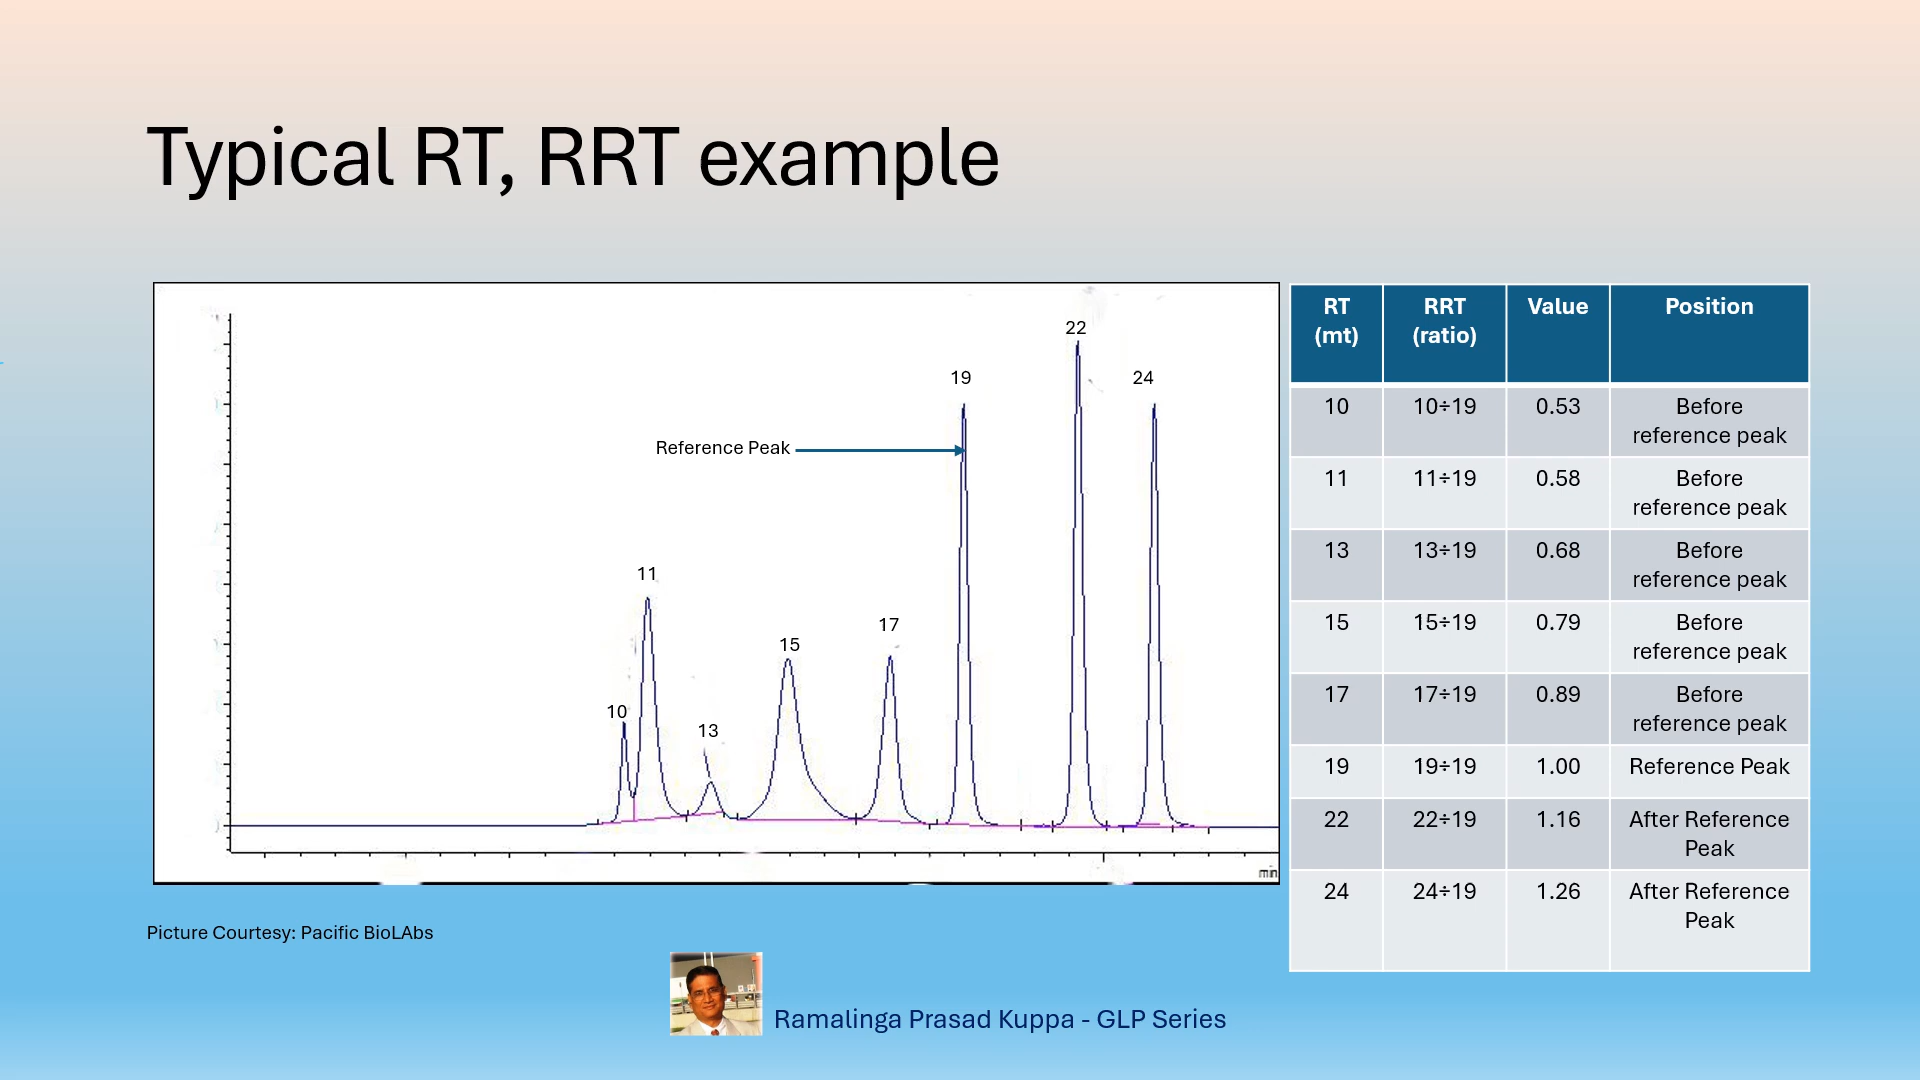 Typical RT, RRT example
22
19
24
Reference Peak
11
17
15
10
13
min
RT (mt) RRT (ratio) Value Position
10 10÷19 0.53 Before reference peak
11 11÷19 0.58 Before reference peak
13 13÷19 0.68 Before reference peak
15 15÷19 0.79 Before reference peak
17 17÷19 0.89 Before reference peak
19 19÷19 1.00 Reference Peak
22 22÷19 1.16 After Reference Peak
24 24÷19 1.26 After Reference Peak
Picture Courtesy: Pacific BioLAbs
Ramalinga Prasad Kuppa - GLP Series